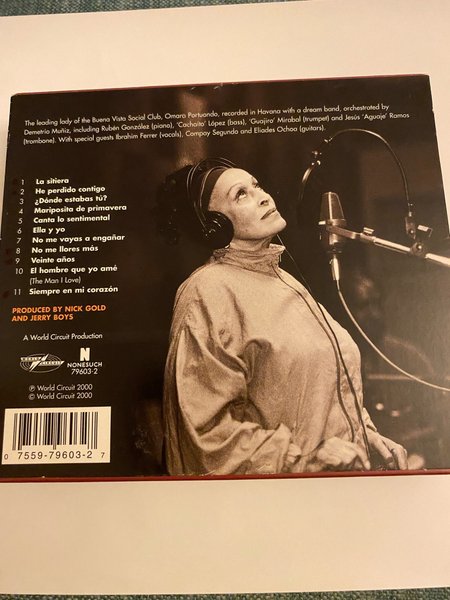 The leading lady of the Buena Vista Social Club, Omara Portuondo, recorded in Havana with a dream band, orchestrated by
Demetrio Muñiz, including Rubén González (piano), 'Cachaíto' López (bass), 'Guajiro' Mirabal (trumpet) and Jesús 'Aguaje' Ramos
(trombone). With special guests Ibrahim Ferrer (vocals), Compay Segundo and Eliades Ochoa (guitars).
1 La sitiera
2 He perdido contigo
3 ¿Dónde estabas tú?
4 Mariposita de primavera
5 Canta lo sentimental
6 Ella y yo
7 No me vayas a engañar
8 No me llores más
9 Veinte años
10 El hombre que yo amé
(The Man I Love)
11 Siempre en mi corazón
PRODUCED BY NICK GOLD
AND JERRY BOYS
A World Circuit Production
WORLD CIRCUIT
N
NONESUCH
79603-2
℗ World Circuit 2000
© World Circuit 2000
0 7559-79603-2 7